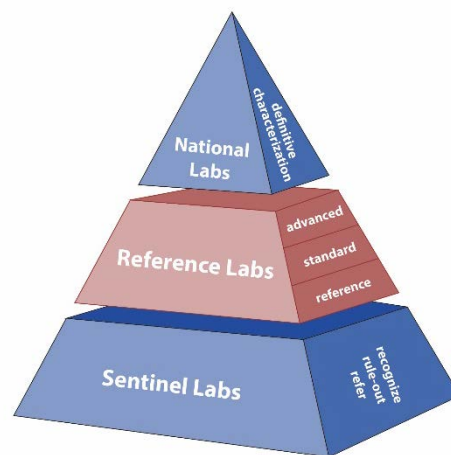 National
Labs
definitive
characterization
Reference Labs
advanced
standard
reference
Sentinel Labs
recognize
rule-out
refer